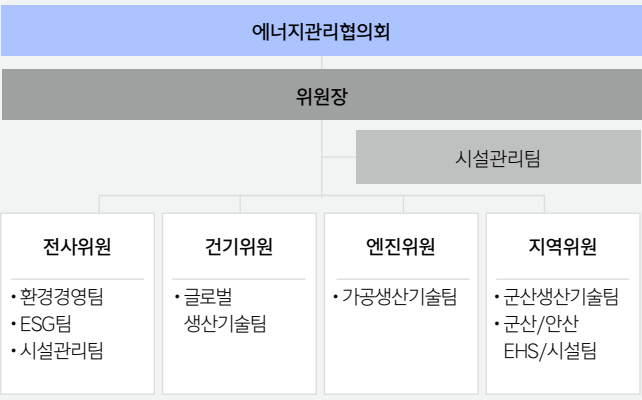 에너지관리협의회
위원장
시설관리팀
전사위원
• 환경경영팀
• ESG팀
• 시설관리팀
건기위원
• 글로벌
생산기술팀
엔진위원
• 가공생산기술팀
지역위원
• 군산생산기술팀
• 군산/안산
EHS/시설팀